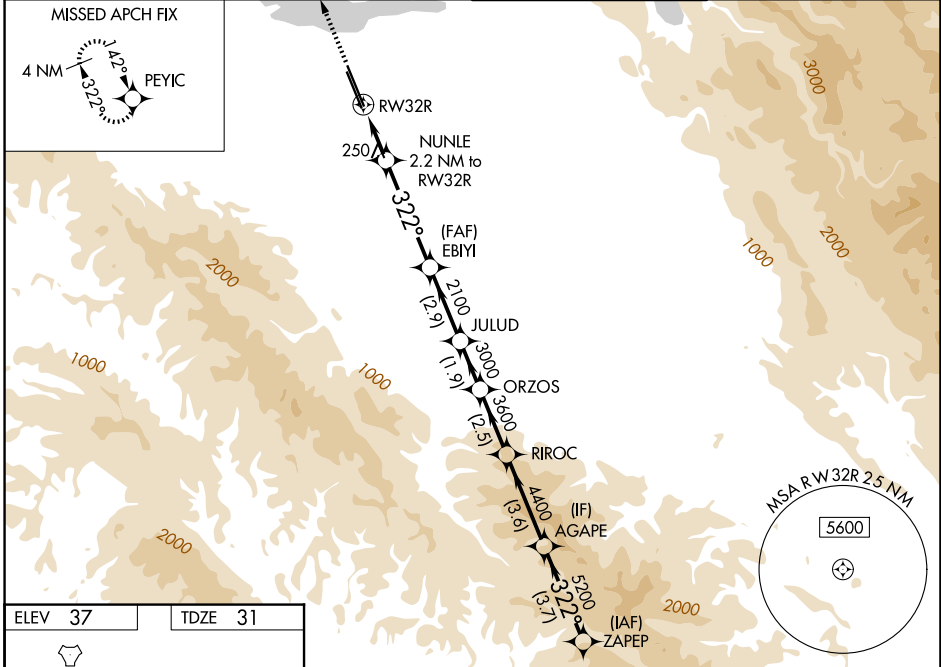 MISSED APCH FIX
4 NM
142°
322°
PEYIC
3000
RW32R
250
NUNLE
2.2 NM to
RW32R
322°
(FAF)
EBIYI
1000
2000
2000
2100
(2.9)
JULUD
3000
(1.9)
ORZOS
1000
1000
3600
(2.5)
RIROC
4400
(3.6)
(IF)
AGAPE
MSA RW32R 25 NM
5600
2000
5200
(3.7)
322°
2000
(IAF)
ZAPEP
ELEV 37
TDZE 31